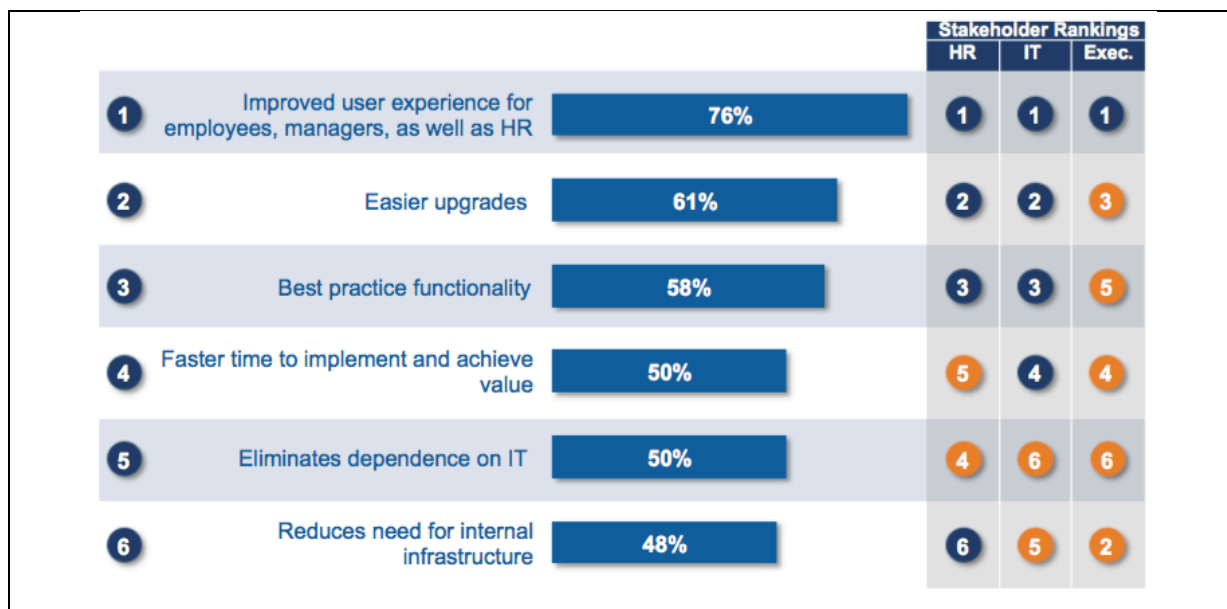 Stakeholder Rankings
HR IT Exec.
1 Improved user experience for
employees, managers, as well as HR 76% 1 1 1
2 Easier upgrades 61% 2 2 3
3 Best practice functionality 58% 3 3 5
4 Faster time to implement and achieve
value 50% 5 4 4
5 Eliminates dependence on IT 50% 4 6 6
6 Reduces need for internal
infrastructure 48% 6 5 2